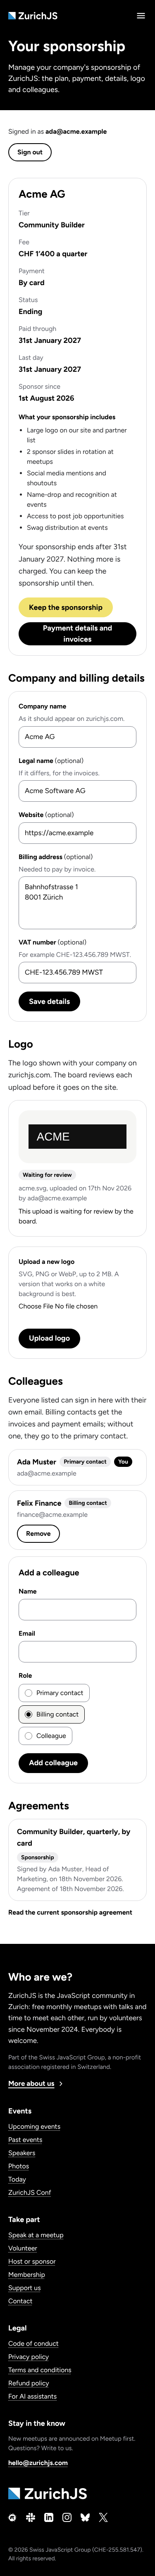 ZurichJS
Your sponsorship
Manage your company's sponsorship of
ZurichJS: the plan, payment, details, logo
and colleagues.
Signed in as ada@acme.example
Sign out
Acme AG
Tier
Community Builder
Fee
CHF 1'400 a quarter
Payment
By card
Status
Ending
Paid through
31st January 2027
Last day
31st January 2027
Sponsor since
1st August 2026
What your sponsorship includes
• Large logo on our site and partner
list
• 2 sponsor slides in rotation at
meetups
• Social media mentions and
shoutouts
• Name-drop and recognition at
events
• Access to post job opportunities
• Swag distribution at events
Your sponsorship ends after 31st
January 2027. Nothing more is
charged. You can keep the
sponsorship until then.
Keep the sponsorship
Payment details and
invoices
Company and billing details
Company name
As it should appear on zurichjs.com.
Acme AG
Legal name (optional)
If it differs, for the invoices.
Acme Software AG
Website (optional)
https://acme.example
Billing address (optional)
Needed to pay by invoice.
Bahnhofstrasse 1
8001 Zürich
VAT number (optional)
For example CHE-123.456.789 MWST.
CHE-123.456.789 MWST
Save details
Logo
The logo shown with your company on
zurichjs.com. The board reviews each
upload before it goes on the site.
ACME
Waiting for review
acme.svg, uploaded on 17th Nov 2026
by ada@acme.example
This upload is waiting for review by the
board.
Upload a new logo
SVG, PNG or WebP, up to 2 MB. A
version that works on a white
background is best.
Choose File No file chosen
Upload logo
Colleagues
Everyone listed can sign in here with their
own email. Billing contacts get the
invoices and payment emails; without
one, they go to the primary contact.
Ada Muster Primary contact You
ada@acme.example
Felix Finance Billing contact
finance@acme.example
Remove
Add a colleague
Name
Email
Role
Primary contact
Billing contact
Colleague
Add colleague
Agreements
Community Builder, quarterly, by
card
Sponsorship
Signed by Ada Muster, Head of
Marketing, on 18th November 2026.
Agreement of 18th November 2026.
Read the current sponsorship agreement
Who are we?
ZurichJS is the JavaScript community in
Zurich: free monthly meetups with talks and
time to meet each other, run by volunteers
since November 2024. Everybody is
welcome.
Part of the Swiss JavaScript Group, a non-profit
association registered in Switzerland.
More about us
Events
Upcoming events
Past events
Speakers
Photos
Today
ZurichJS Conf
Take part
Speak at a meetup
Volunteer
Host or sponsor
Membership
Support us
Contact
Legal
Code of conduct
Privacy policy
Terms and conditions
Refund policy
For AI assistants
Stay in the know
New meetups are announced on Meetup first.
Questions? Write to us.
hello@zurichjs.com
ZurichJS
© 2026 Swiss JavaScript Group (CHE-255.581.547).
All rights reserved.